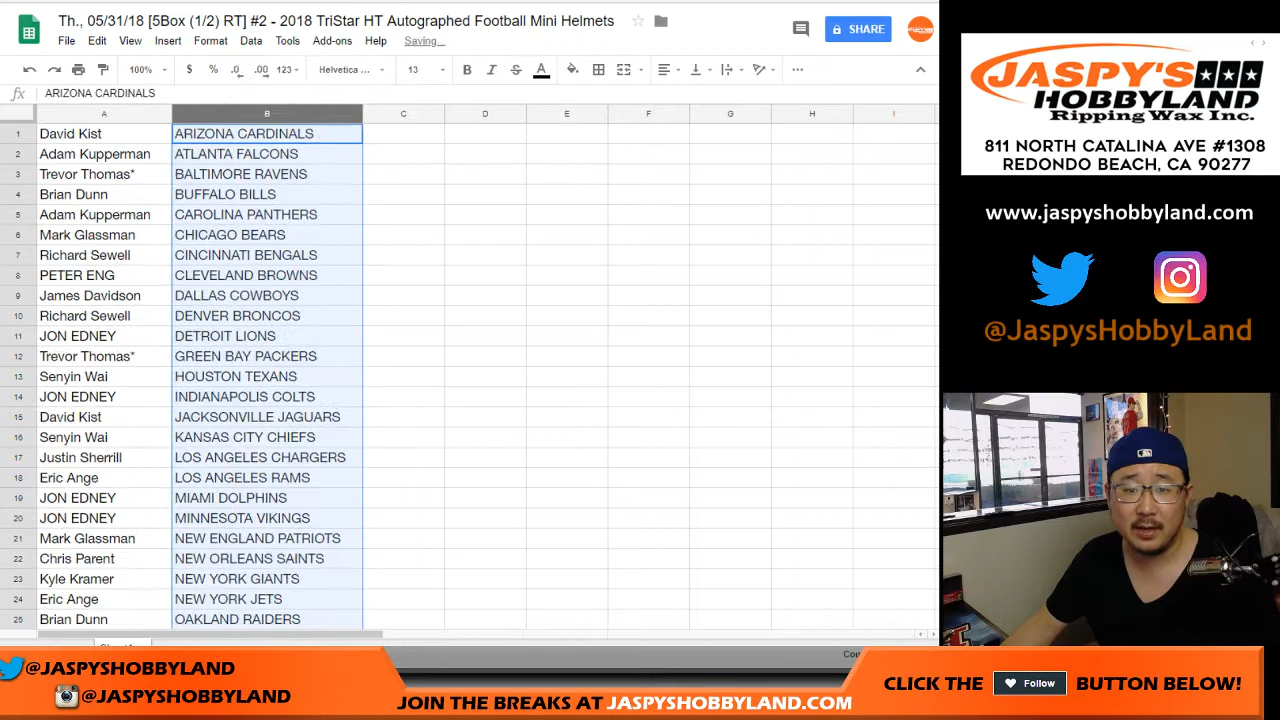 Th., 05/31/18 [5Box (1/2) RT] #2 - 2018 TriStar HT Autographed Football Mini Helmets
File Edit View Insert Format Data Tools Add-ons Help Saving...
SHARE
100% $ % .0 .00 123 Helvetica ... 13 B I S A
fx ARIZONA CARDINALS
A B C D E F G H I
1 David Kist ARIZONA CARDINALS
2 Adam Kupperman ATLANTA FALCONS
3 Trevor Thomas* BALTIMORE RAVENS
4 Brian Dunn BUFFALO BILLS
5 Adam Kupperman CAROLINA PANTHERS
6 Mark Glassman CHICAGO BEARS
7 Richard Sewell CINCINNATI BENGALS
8 PETER ENG CLEVELAND BROWNS
9 James Davidson DALLAS COWBOYS
10 Richard Sewell DENVER BRONCOS
11 JON EDNEY DETROIT LIONS
12 Trevor Thomas* GREEN BAY PACKERS
13 Senyin Wai HOUSTON TEXANS
14 JON EDNEY INDIANAPOLIS COLTS
15 David Kist JACKSONVILLE JAGUARS
16 Senyin Wai KANSAS CITY CHIEFS
17 Justin Sherrill LOS ANGELES CHARGERS
18 Eric Ange LOS ANGELES RAMS
19 JON EDNEY MIAMI DOLPHINS
20 JON EDNEY MINNESOTA VIKINGS
21 Mark Glassman NEW ENGLAND PATRIOTS
22 Chris Parent NEW ORLEANS SAINTS
23 Kyle Kramer NEW YORK GIANTS
24 Eric Ange NEW YORK JETS
25 Brian Dunn OAKLAND RAIDERS
JASPY'S
HOBBYLAND
Ripping Wax Inc.
811 NORTH CATALINA AVE #1308
REDONDO BEACH, CA 90277
www.jaspyshobbyland.com
@JaspysHobbyLand
@JASPYSHOBBYLAND
@JASPYSHOBBYLAND
JOIN THE BREAKS AT JASPYSHOBBYLAND.COM
CLICK THE Follow BUTTON BELOW!